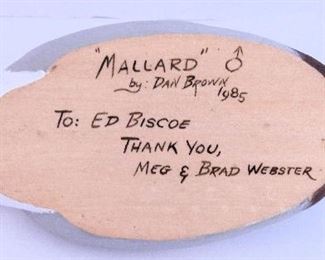 "MALLARD" ♂
by: DAN BROWN
1985
TO: ED BISCOE
THANK YOU,
MEG & BRAD WEBSTER